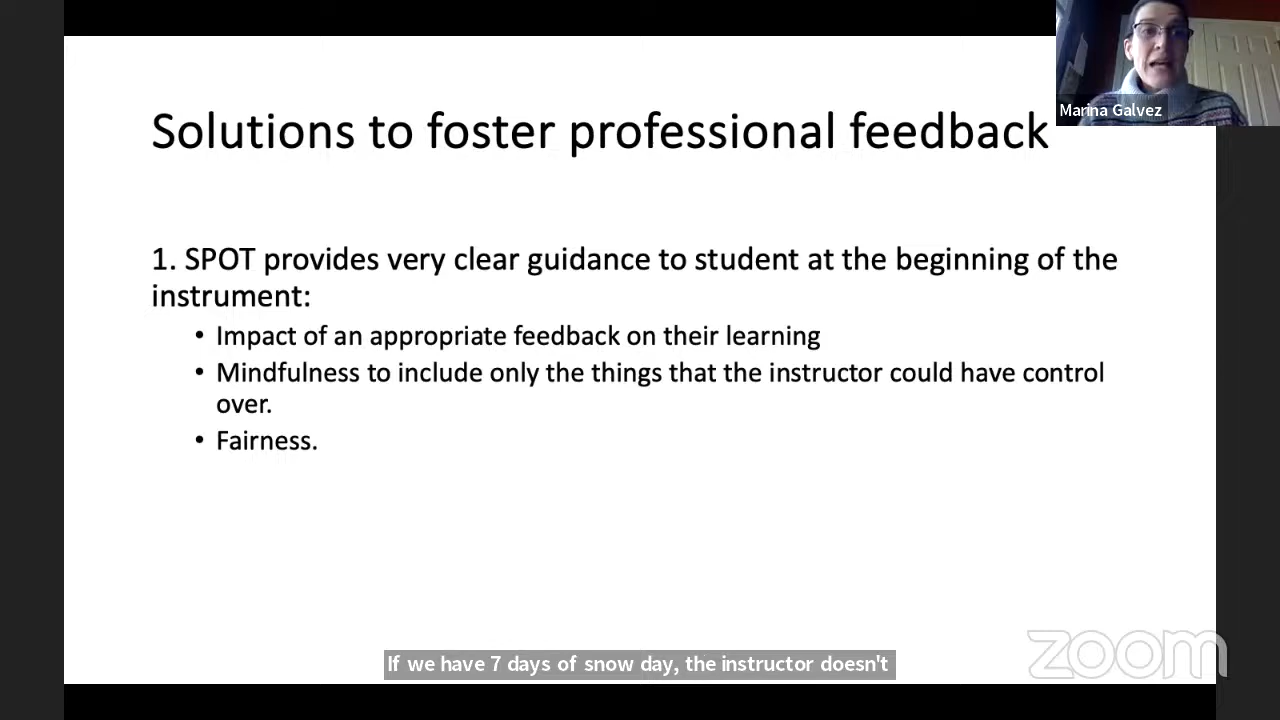 Marina Galvez
Solutions to foster professional feedback
1. SPOT provides very clear guidance to student at the beginning of the
instrument:
• Impact of an appropriate feedback on their learning
• Mindfulness to include only the things that the instructor could have control
over.
• Fairness.
If we have 7 days of snow day, the instructor doesn't
zoom